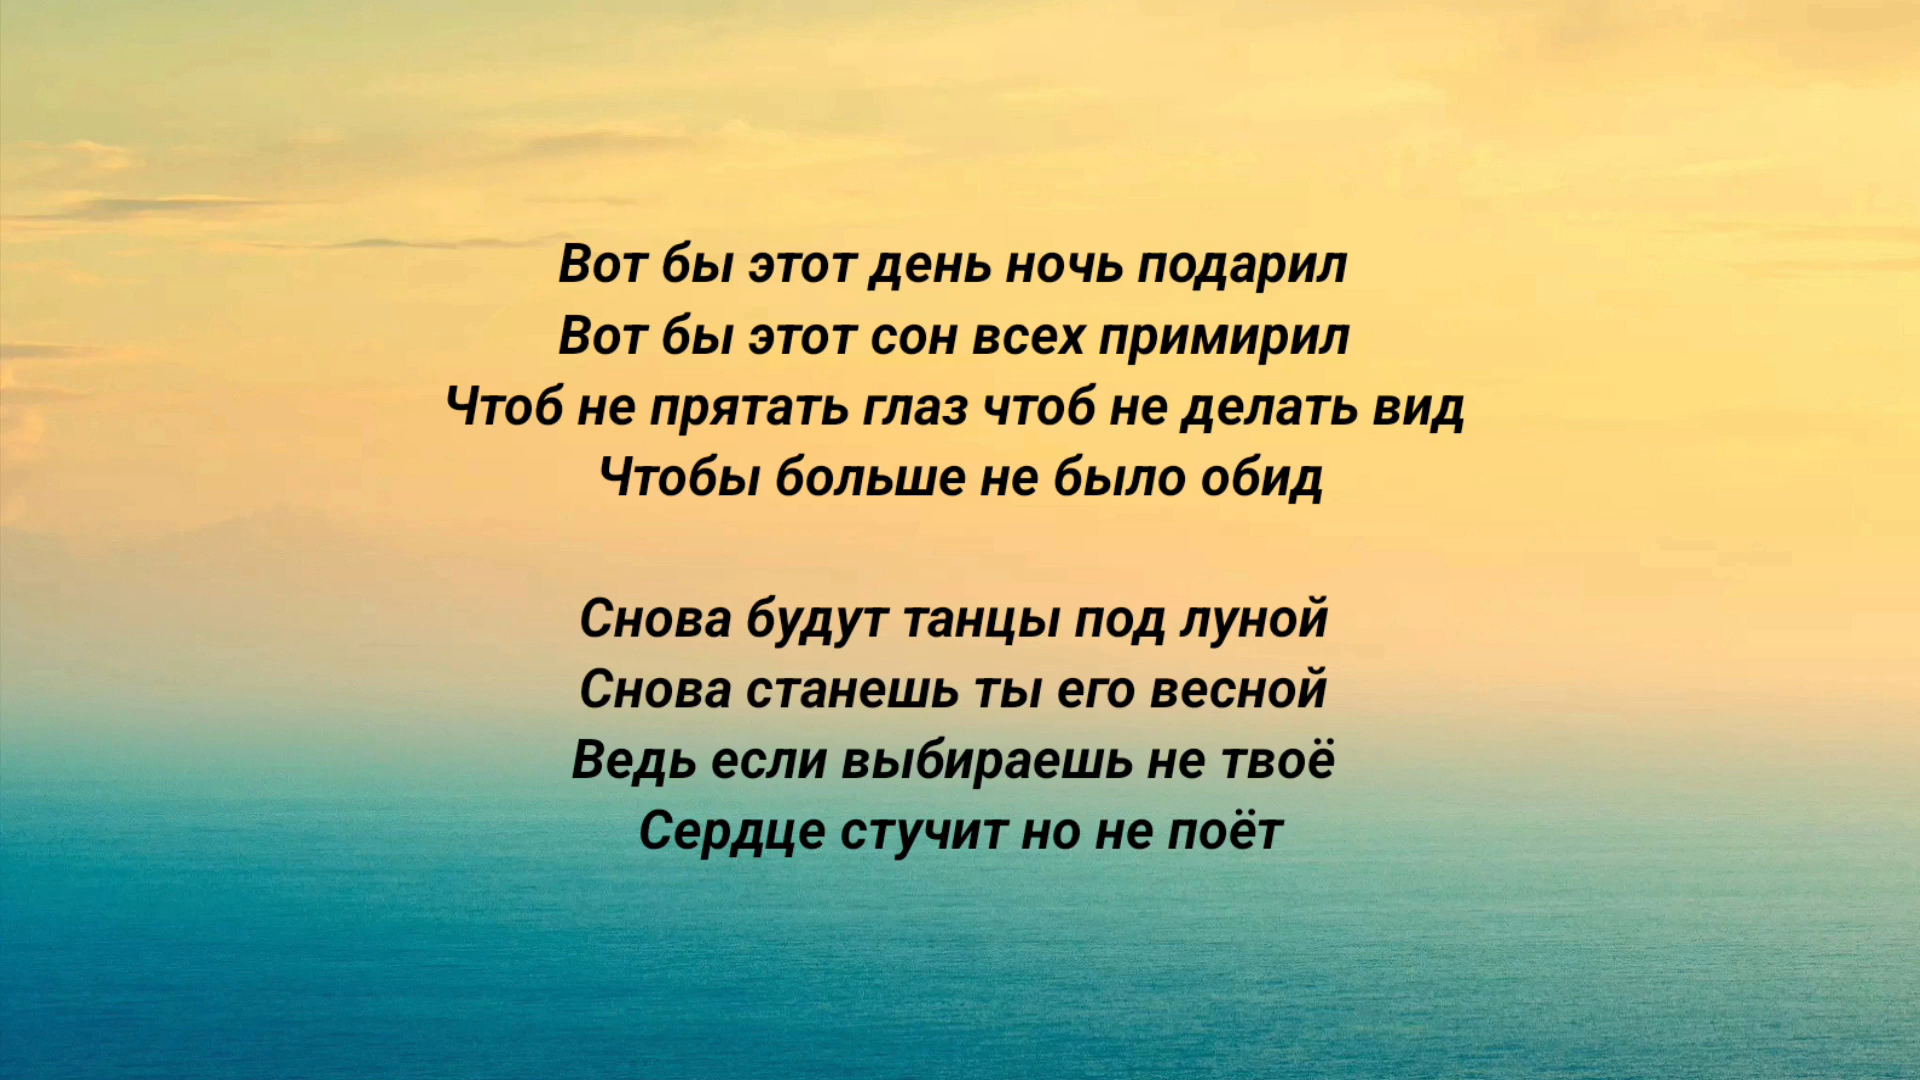 Вот бы этот день ночь подарил
Вот бы этот сон всех примирил
Чтоб не прятать глаз чтоб не делать вид
Чтобы больше не было обид
Снова будут танцы под луной
Снова станешь ты его весной
Ведь если выбираешь не твоё
Сердце стучит но не поёт